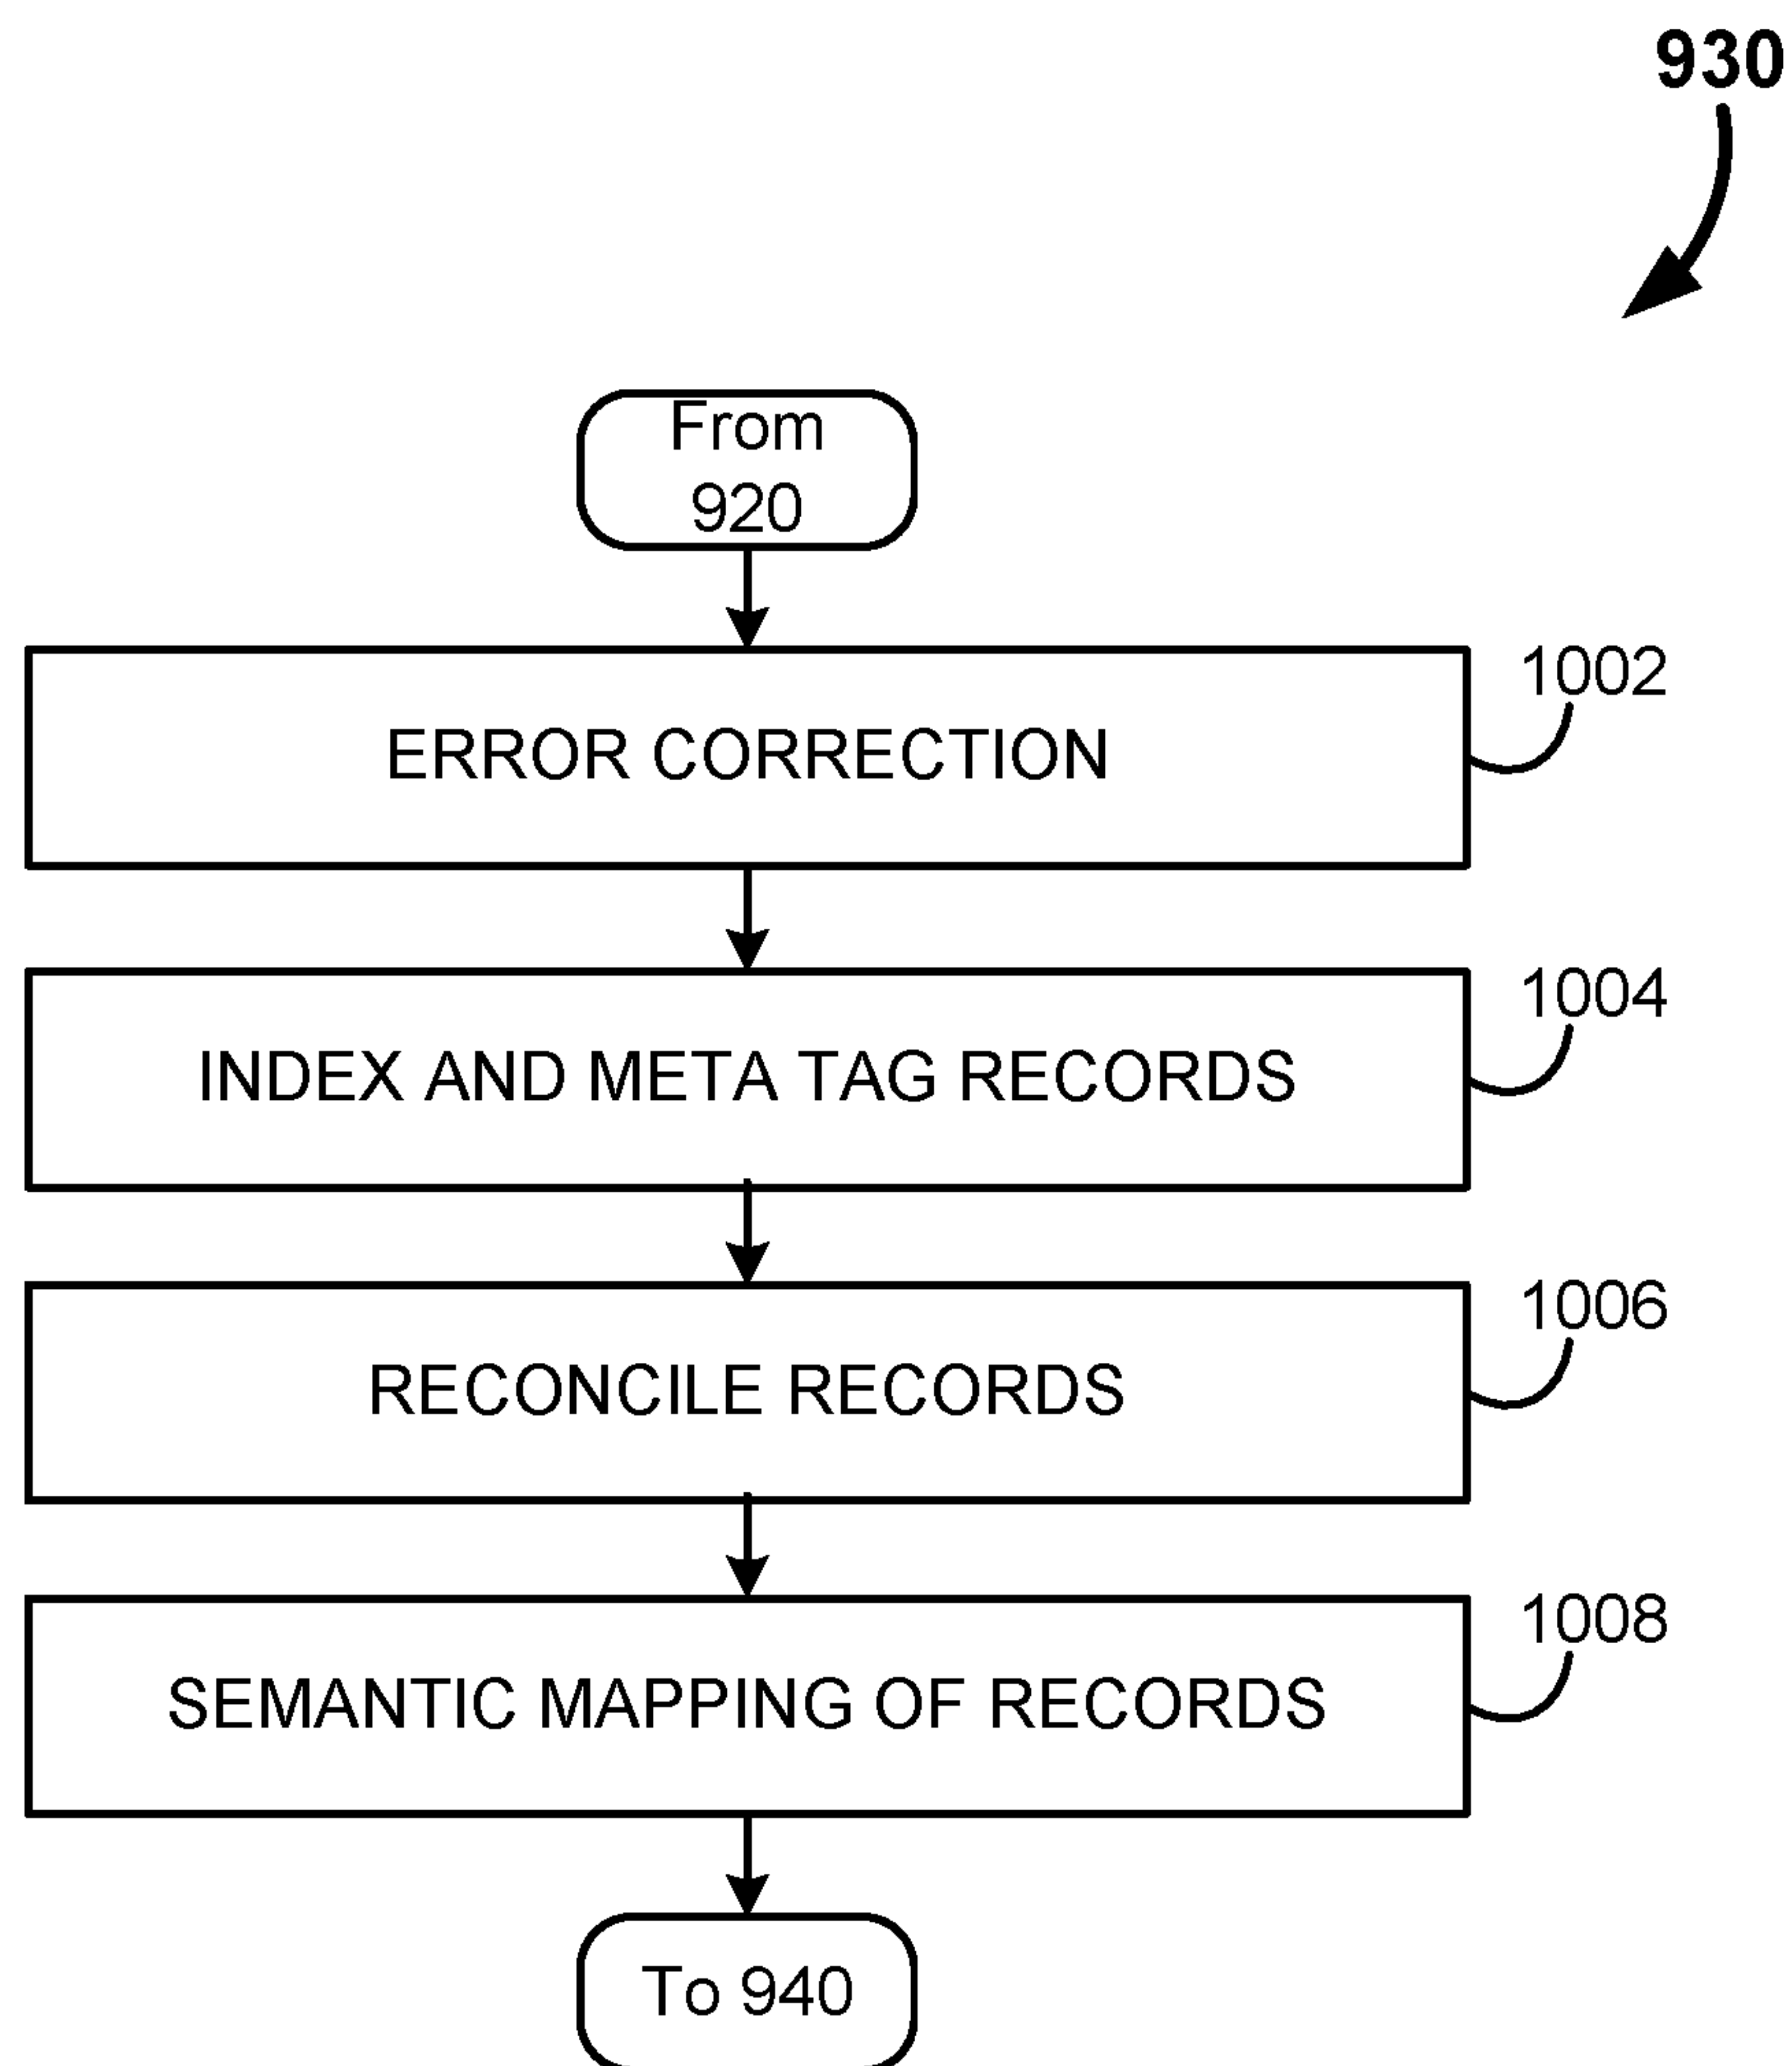 930
From
920
1002
ERROR CORRECTION
1004
INDEX AND META TAG RECORDS
1006
RECONCILE RECORDS
1008
SEMANTIC MAPPING OF RECORDS
To 940